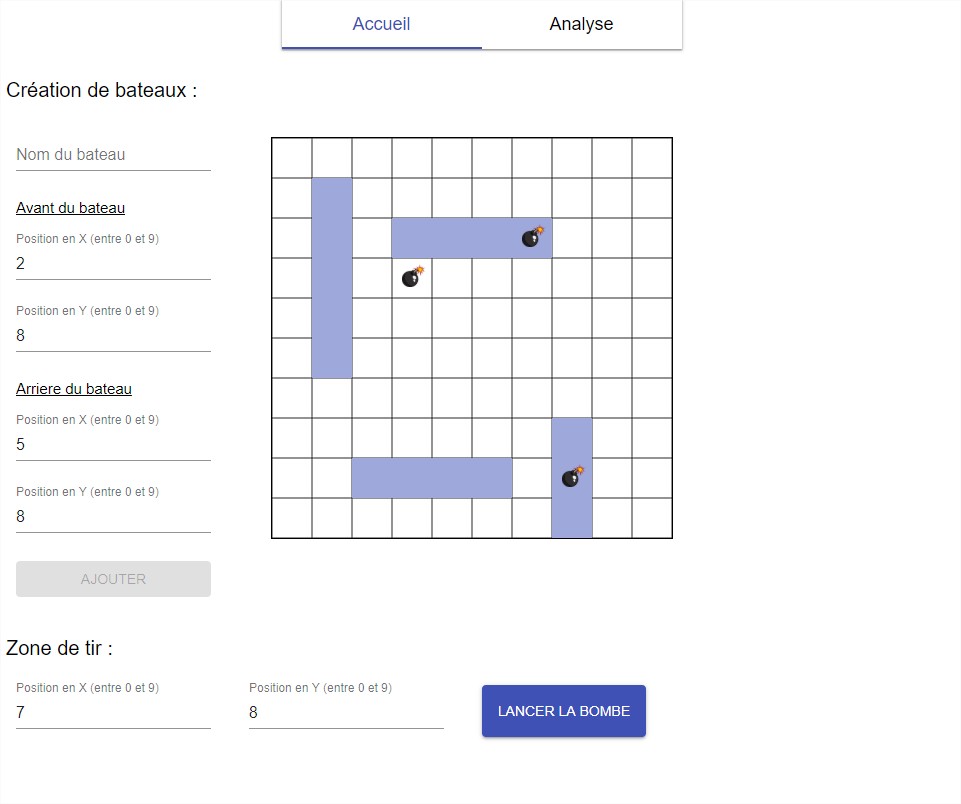 Accueil
Analyse
Création de bateaux :
Nom du bateau
Avant du bateau
Position en X (entre 0 et 9)
2
Position en Y (entre 0 et 9)
8
Arriere du bateau
Position en X (entre 0 et 9)
5
Position en Y (entre 0 et 9)
8
AJOUTER
Zone de tir :
Position en X (entre 0 et 9)
7
Position en Y (entre 0 et 9)
8
LANCER LA BOMBE